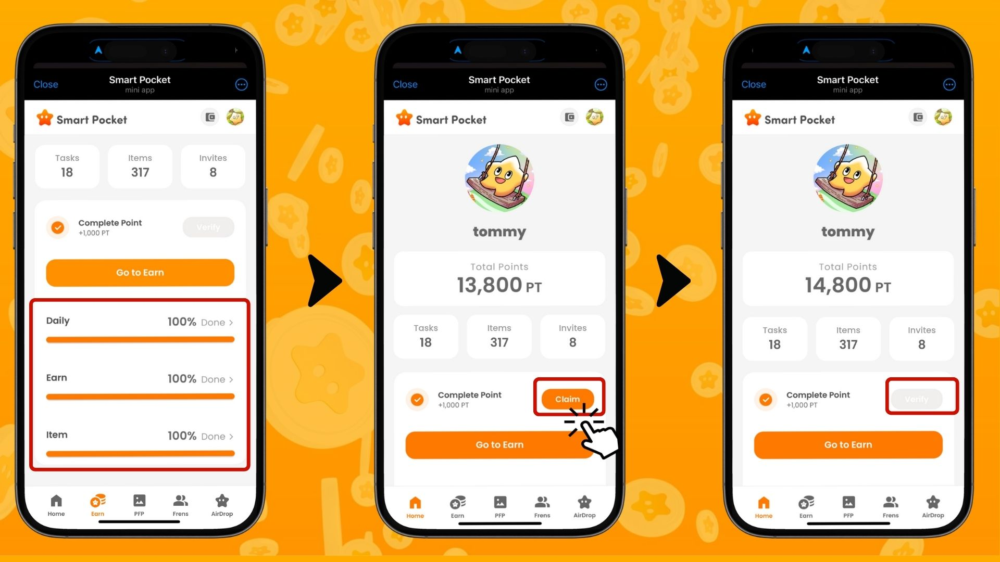 Close
Smart Pocket
mini app
Smart Pocket
Tasks
18
Items
317
Invites
8
Complete Point
+1,000 PT
Verify
Go to Earn
Daily
100% Done >
Earn
100% Done >
Item
100% Done >
Home
Earn
PFP
Frens
AirDrop
Close
Smart Pocket
mini app
Smart Pocket
tommy
Total Points
13,800 PT
Tasks
18
Items
317
Invites
8
Complete Point
+1,000 PT
Claim
Go to Earn
Home
Earn
PFP
Frens
AirDrop
Close
Smart Pocket
mini app
Smart Pocket
tommy
Total Points
14,800 PT
Tasks
18
Items
317
Invites
8
Complete Point
+1,000 PT
Verify
Go to Earn
Home
Earn
PFP
Frens
AirDrop